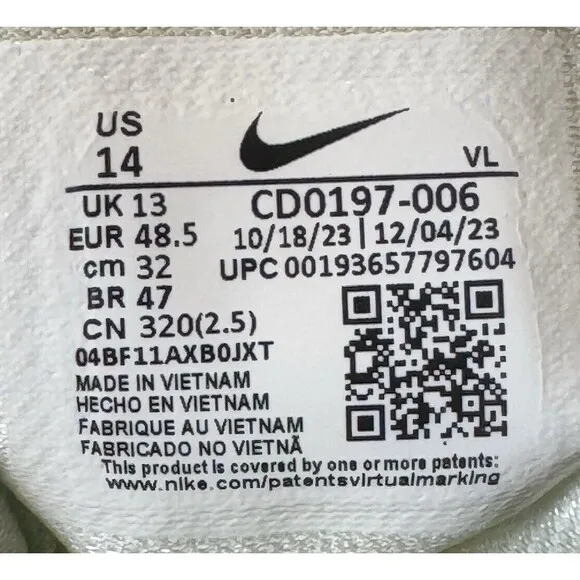 US
14
VL
UK 13
CD0197-006
EUR 48.5
10/18/23 | 12/04/23
cm 32
UPC 00193657797604
BR 47
CN 320(2.5)
04BF11AXB0JXT
MADE IN VIETNAM
HECHO EN VIETNAM
FABRIQUE AU VIETNAM
FABRICADO NO VIETNÃ
This product is covered by one or more patents:
www.nike.com/patentsvirtualmarking